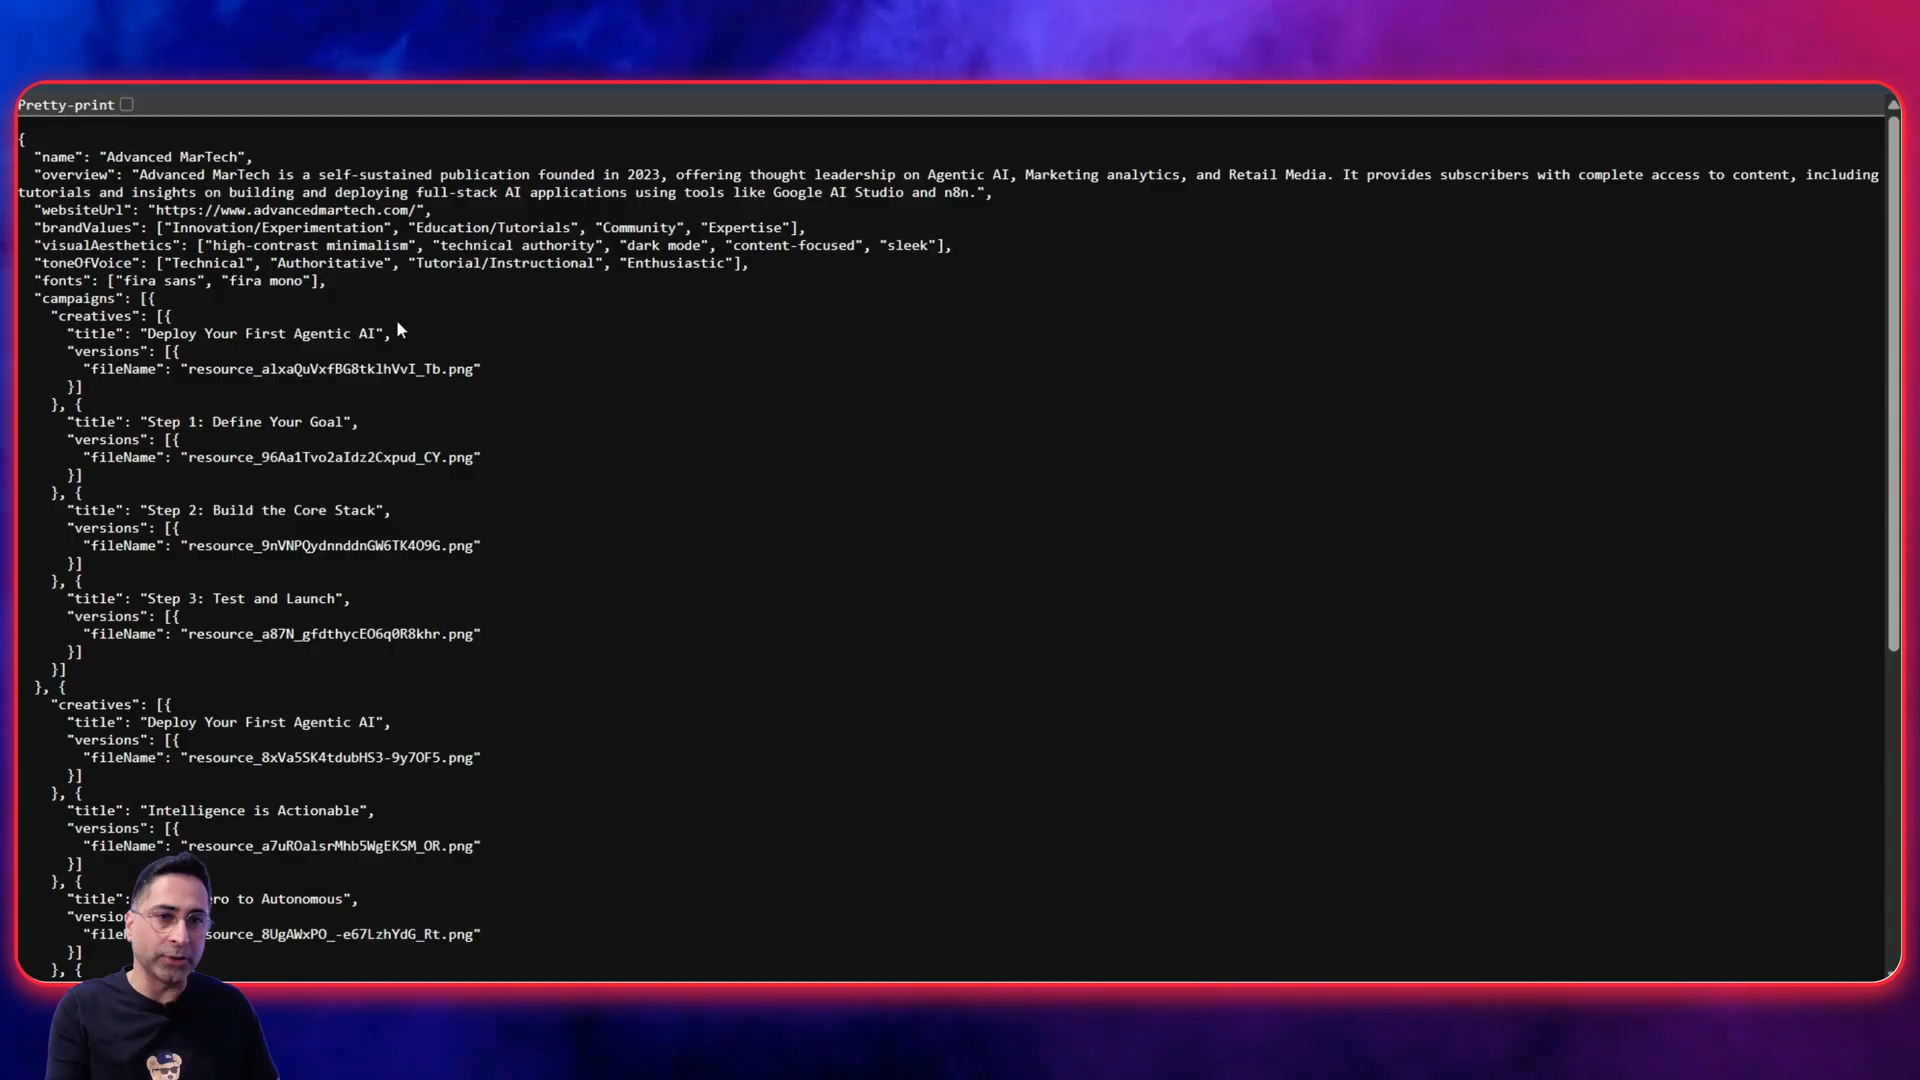 Pretty-print
{
"name": "Advanced MarTech",
"overview": "Advanced MarTech is a self-sustained publication founded in 2023, offering thought leadership on Agentic AI, Marketing analytics, and Retail Media. It provides subscribers with complete access to content, including
tutorials and insights on building and deploying full-stack AI applications using tools like Google AI Studio and n8n.",
"websiteUrl": "https://www.advancedmartech.com/",
"brandValues": ["Innovation/Experimentation", "Education/Tutorials", "Community", "Expertise"],
"visualAesthetics": ["high-contrast minimalism", "technical authority", "dark mode", "content-focused", "sleek"],
"toneOfVoice": ["Technical", "Authoritative", "Tutorial/Instructional", "Enthusiastic"],
"fonts": ["fira sans", "fira mono"],
"campaigns": [{
"creatives": [{
"title": "Deploy Your First Agentic AI",
"versions": [{
"fileName": "resource_alxaQuVxfBG8tklhVvI_Tb.png"
}]
}, {
"title": "Step 1: Define Your Goal",
"versions": [{
"fileName": "resource_96Aa1Tvo2aIdz2Cxpud_CY.png"
}]
}, {
"title": "Step 2: Build the Core Stack",
"versions": [{
"fileName": "resource_9nVNPQydnnddnGW6TK4O9G.png"
}]
}, {
"title": "Step 3: Test and Launch",
"versions": [{
"fileName": "resource_a87N_gfdthycEO6q0R8khr.png"
}]
}]
}, {
"creatives": [{
"title": "Deploy Your First Agentic AI",
"versions": [{
"fileName": "resource_8xVa5SK4tdubHS3-9y7OF5.png"
}]
}, {
"title": "Intelligence is Actionable",
"versions": [{
"fileName": "resource_a7uROalsrMhb5WgEKSM_OR.png"
}]
}, {
"title": to Autonomous",
"fileName": "resource_8UgAWxPO_-e67LzhYdG_Rt.png"
}]
}, {